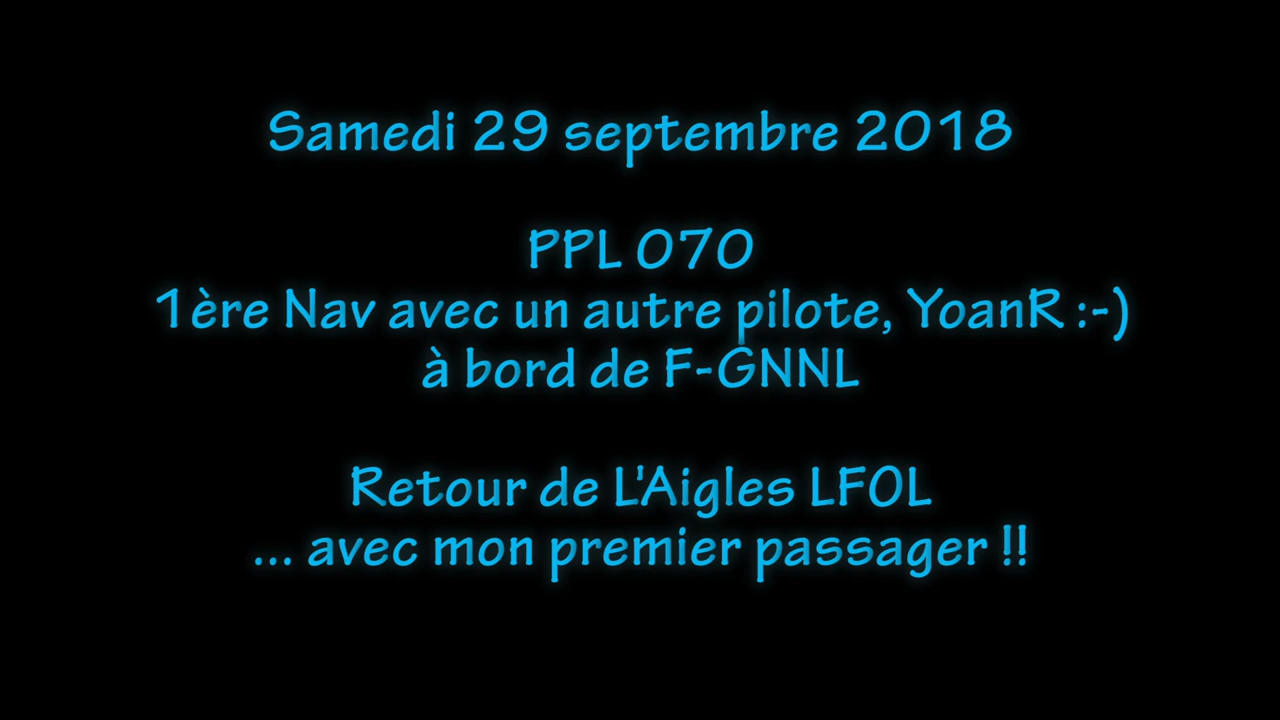 Samedi 29 septembre 2018
PPL 070
1ère Nav avec un autre pilote, YoanR :-)
à bord de F-GNNL
Retour de L'Aigles LFOL
... avec mon premier passager !!